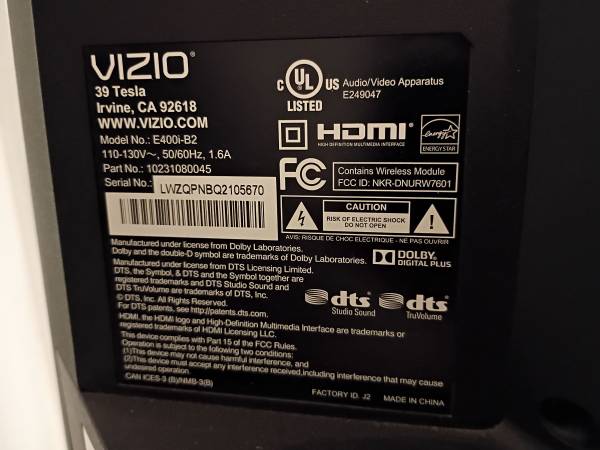 VIZIO®
39 Tesla
Irvine, CA 92618
WWW.VIZIO.COM
Model No.: E400i-B2
110-130V~, 50/60Hz, 1.6A
Part No.: 10231080045
Serial No.: LWZQPNBQ2105670
C UL US
LISTED
Audio/Video Apparatus
E249047
HDMI
HIGH DEFINITION MULTIMEDIA INTERFACE
energy
ENERGY STAR
FC
Contains Wireless Module
FCC ID: NKR-DNURW7601
CAUTION
RISK OF ELECTRIC SHOCK
DO NOT OPEN
!
AVIS: RISQUE DE CHOC ELECTRIQUE - NE PAS OUVRIR
Manufactured under license from Dolby Laboratories.
Dolby and the double-D symbol are trademarks of Dolby Laboratories.
DOLBY
DIGITAL PLUS
Manufactured under license from DTS Licensing Limited.
DTS, the Symbol, & DTS and the Symbol together are
registered trademarks and DTS Studio Sound and
DTS TruVolume are trademarks of DTS, Inc.
© DTS, Inc. All Rights Reserved.
For DTS patents, see http://patents.dts.com.
dts
Studio Sound
dts
TruVolume
HDMI, the HDMI logo and High-Definition Multimedia Interface are trademarks or
registered trademarks of HDMI Licensing LLC.
This device complies with Part 15 of the FCC Rules.
Operation is subject to the following two conditions:
(1)This device may not cause harmful interference, and
(2)This device must accept any interference received,including interference that may cause
undesired operation.
CAN ICES-3 (B)/NMB-3(B)
FACTORY ID. J2
MADE IN CHINA